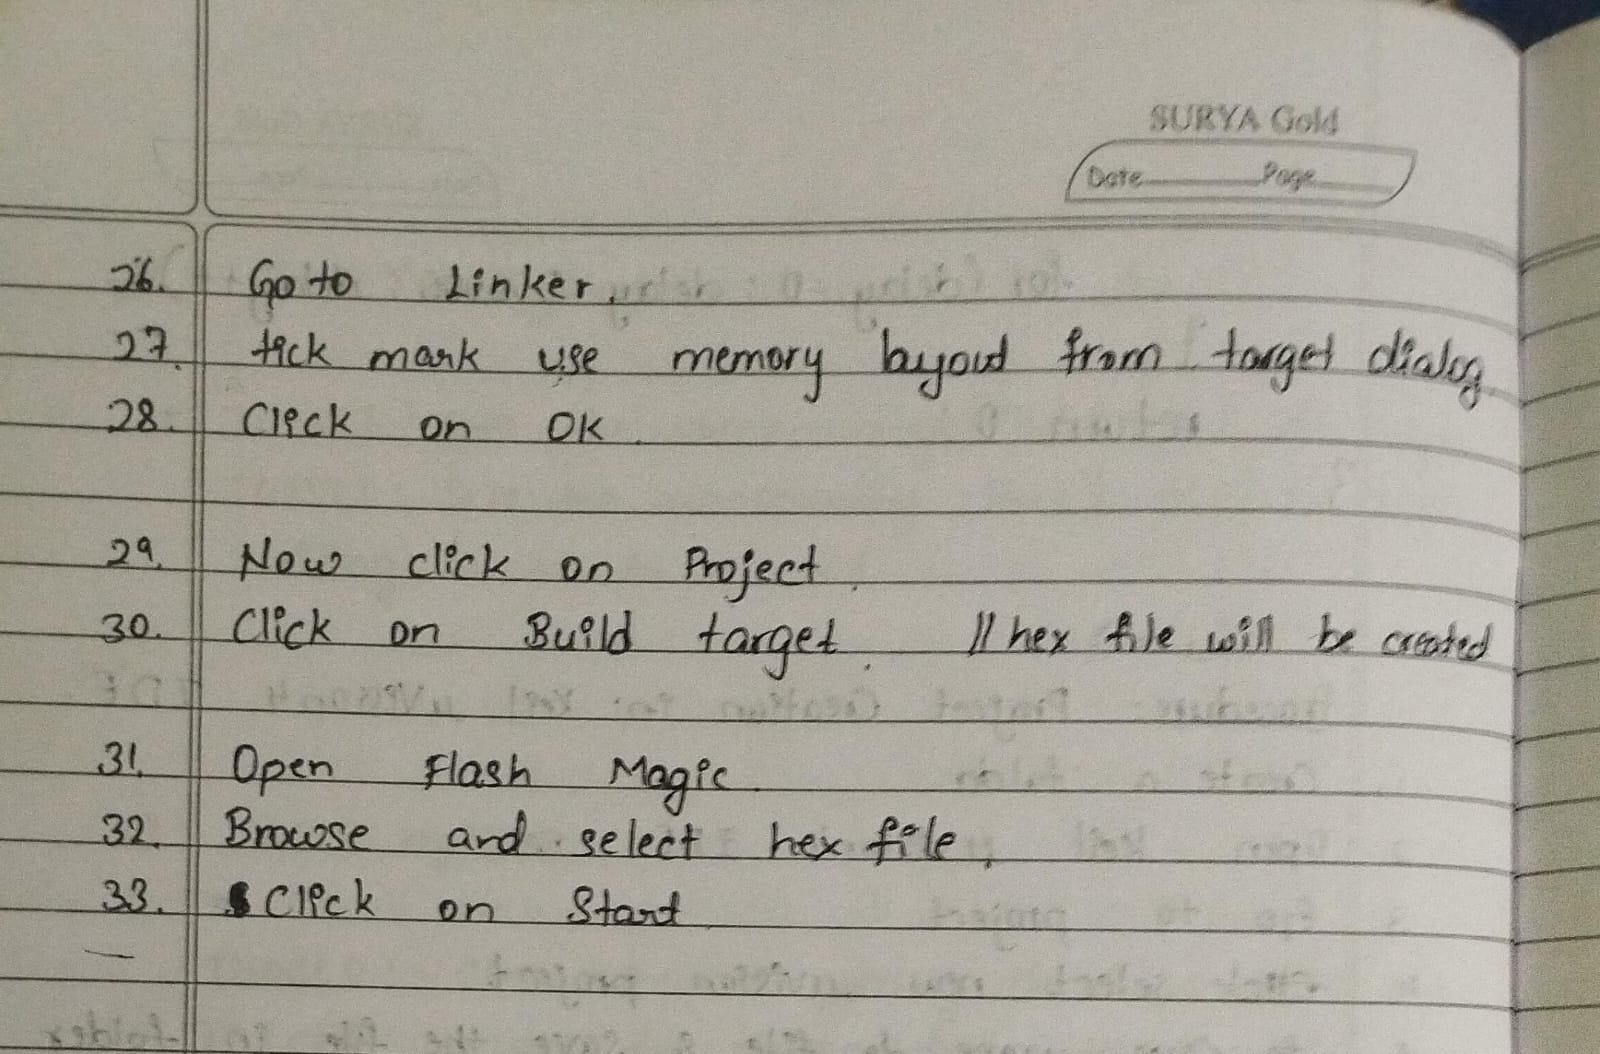 SURYA Gold
Date Page
26. Go to Linker.
27. tick mark use memory layout from target dialog
28. Click on OK.
29. Now click on Project.
30. Click on Build target. // hex file will be created
31. Open Flash Magic.
32. Browse and select hex file.
33. Click on Start.